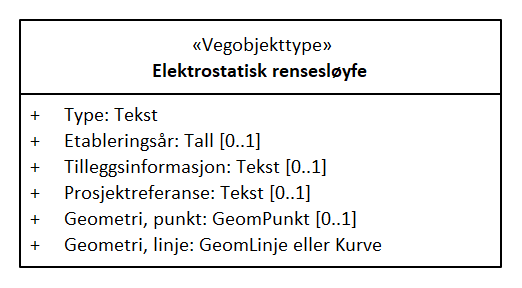 «Vegobjekttype»
Elektrostatisk rensesløyfe
+ Type: Tekst
+ Etableringsår: Tall [0..1]
+ Tilleggsinformasjon: Tekst [0..1]
+ Prosjektreferanse: Tekst [0..1]
+ Geometri, punkt: GeomPunkt [0..1]
+ Geometri, linje: GeomLinje eller Kurve